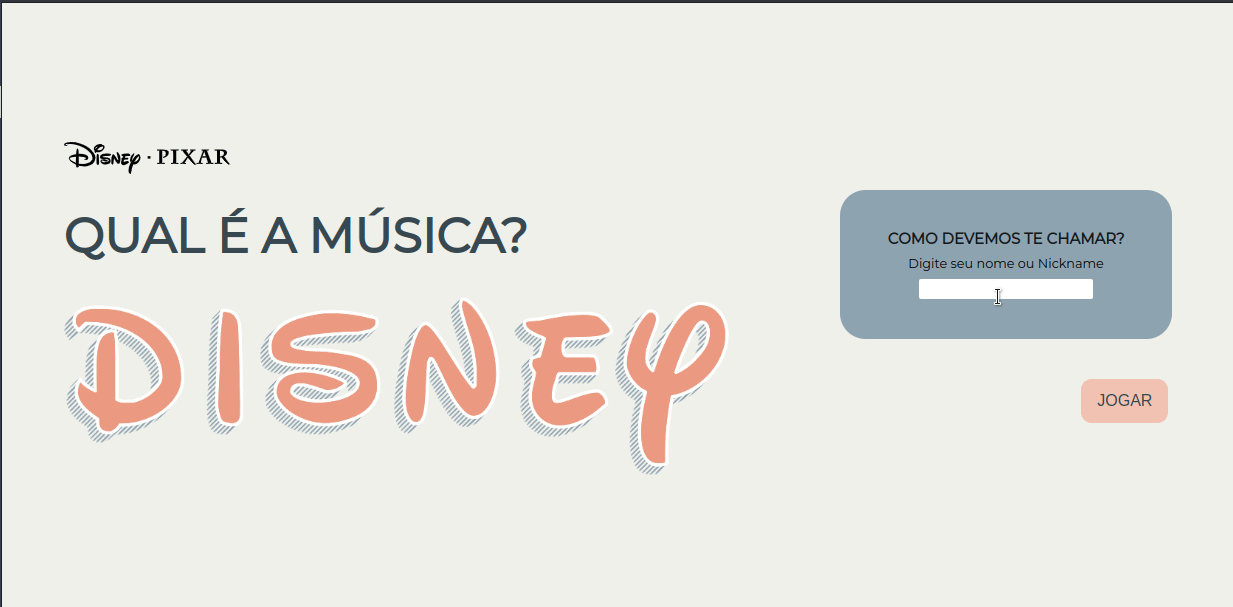 Disney · PIXAR
QUAL É A MÚSICA?
DISNEY
COMO DEVEMOS TE CHAMAR?
Digite seu nome ou Nickname
JOGAR